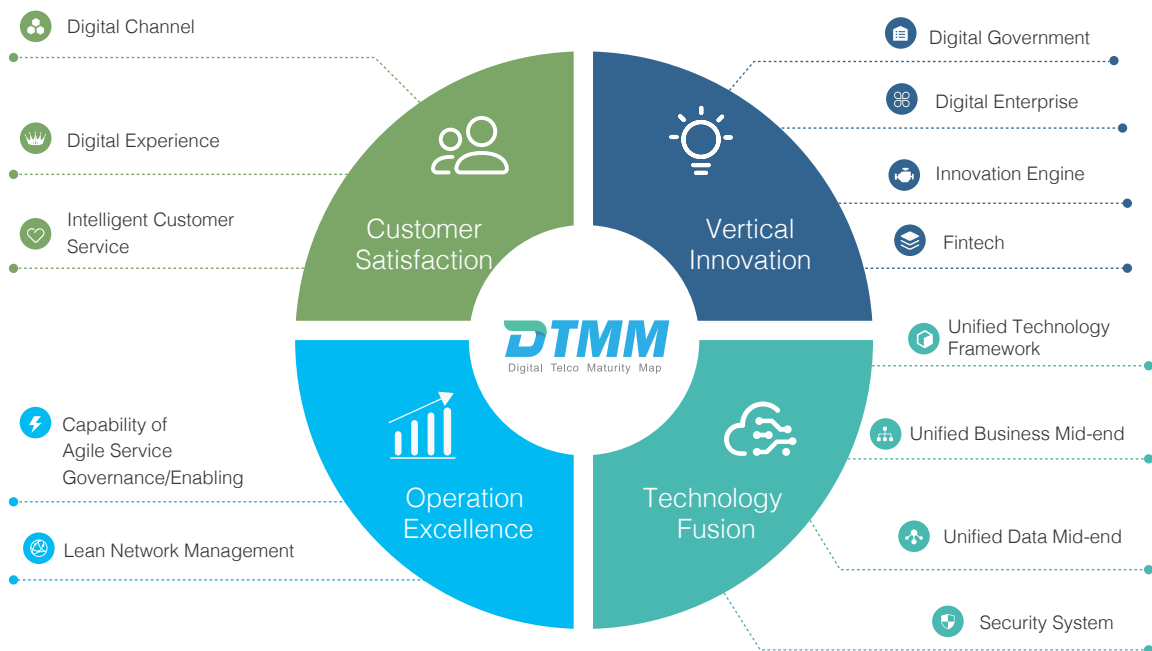 Digital Channel
Digital Experience
Intelligent Customer
Service
Customer
Satisfaction
Vertical
Innovation
Digital Government
Digital Enterprise
Innovation Engine
Fintech
DTMM
Digital Telco Maturity Map
Capability of
Agile Service
Governance/Enabling
Lean Network Management
Operation
Excellence
Technology
Fusion
Unified Technology
Framework
Unified Business Mid-end
Unified Data Mid-end
Security System